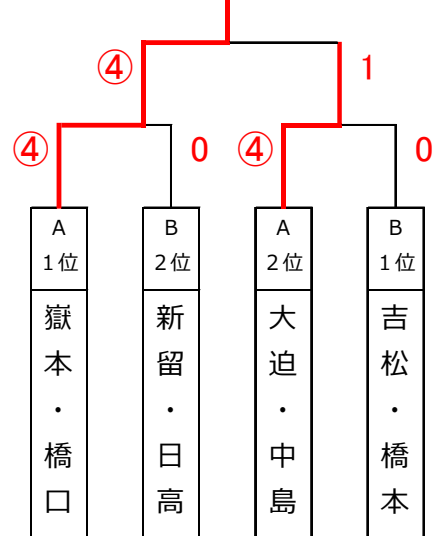 ④ 1
④ 0 ④ 0
A B A B
1位 2位 2位 1位
嶽本・橋口
新留・日高
大迫・中島
吉松・橋本